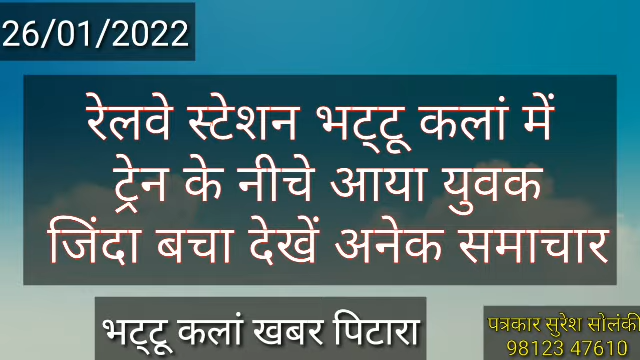 26/01/2022
रेलवे स्टेशन भट्टू कलां में
ट्रेन के नीचे आया युवक
जिंदा बचा देखें अनेक समाचार
भट्टू कलां खबर पिटारा
पत्रकार सुरेश सोलंकी
98123 47610